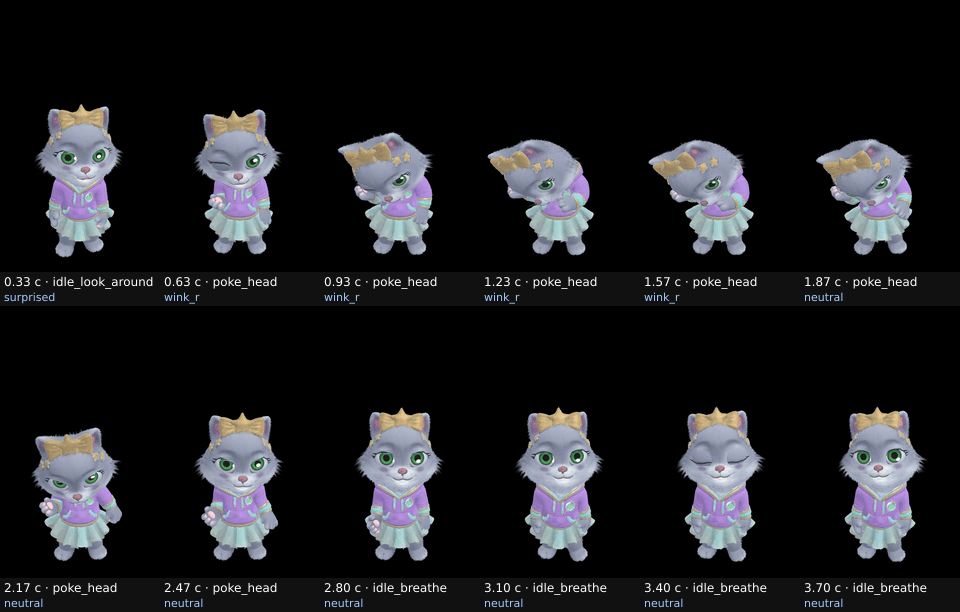 0.33 с · idle_look_around
surprised
0.63 с · poke_head
wink_r
0.93 с · poke_head
wink_r
1.23 с · poke_head
wink_r
1.57 с · poke_head
wink_r
1.87 с · poke_head
neutral
2.17 с · poke_head
neutral
2.47 с · poke_head
neutral
2.80 с · idle_breathe
neutral
3.10 с · idle_breathe
neutral
3.40 с · idle_breathe
neutral
3.70 с · idle_breathe
neutral